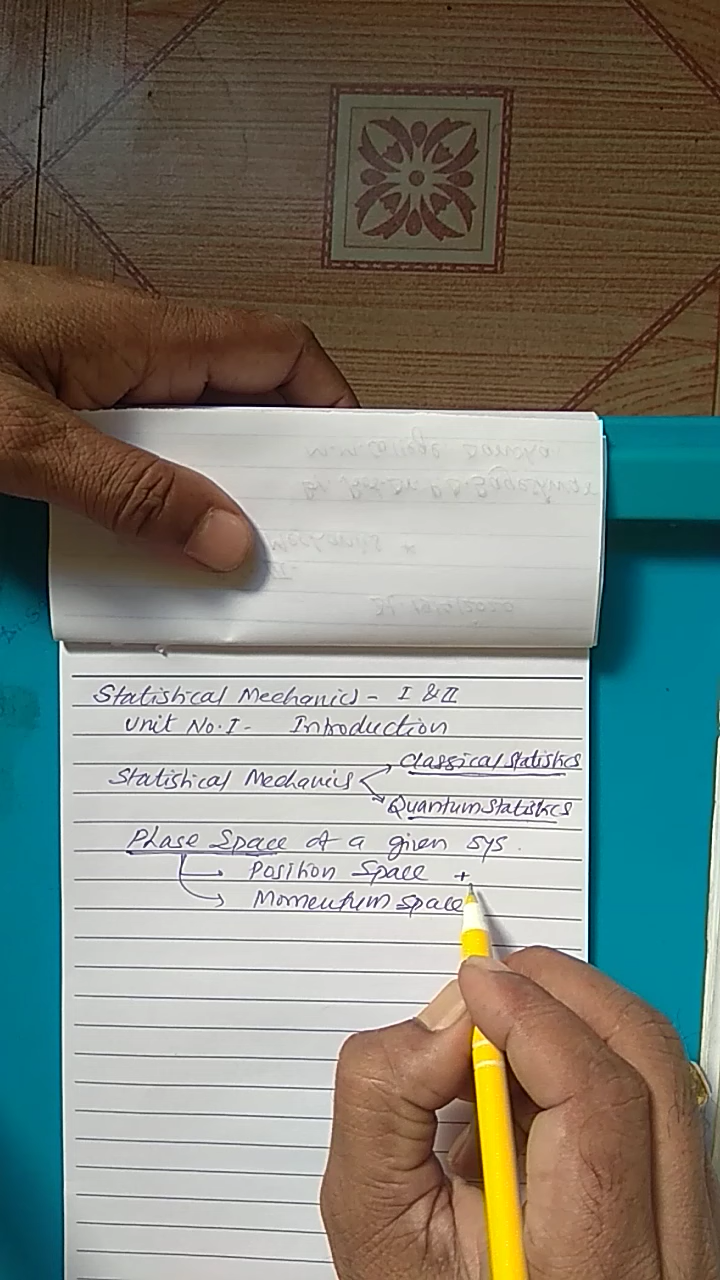 Statistical Mechanics - I & II
Unit No. I - Introduction
Statistical Mechanics
Classical Statistics
Quantum Statistics
Phase Space of a given sys.
Position Space +
Momentum Space